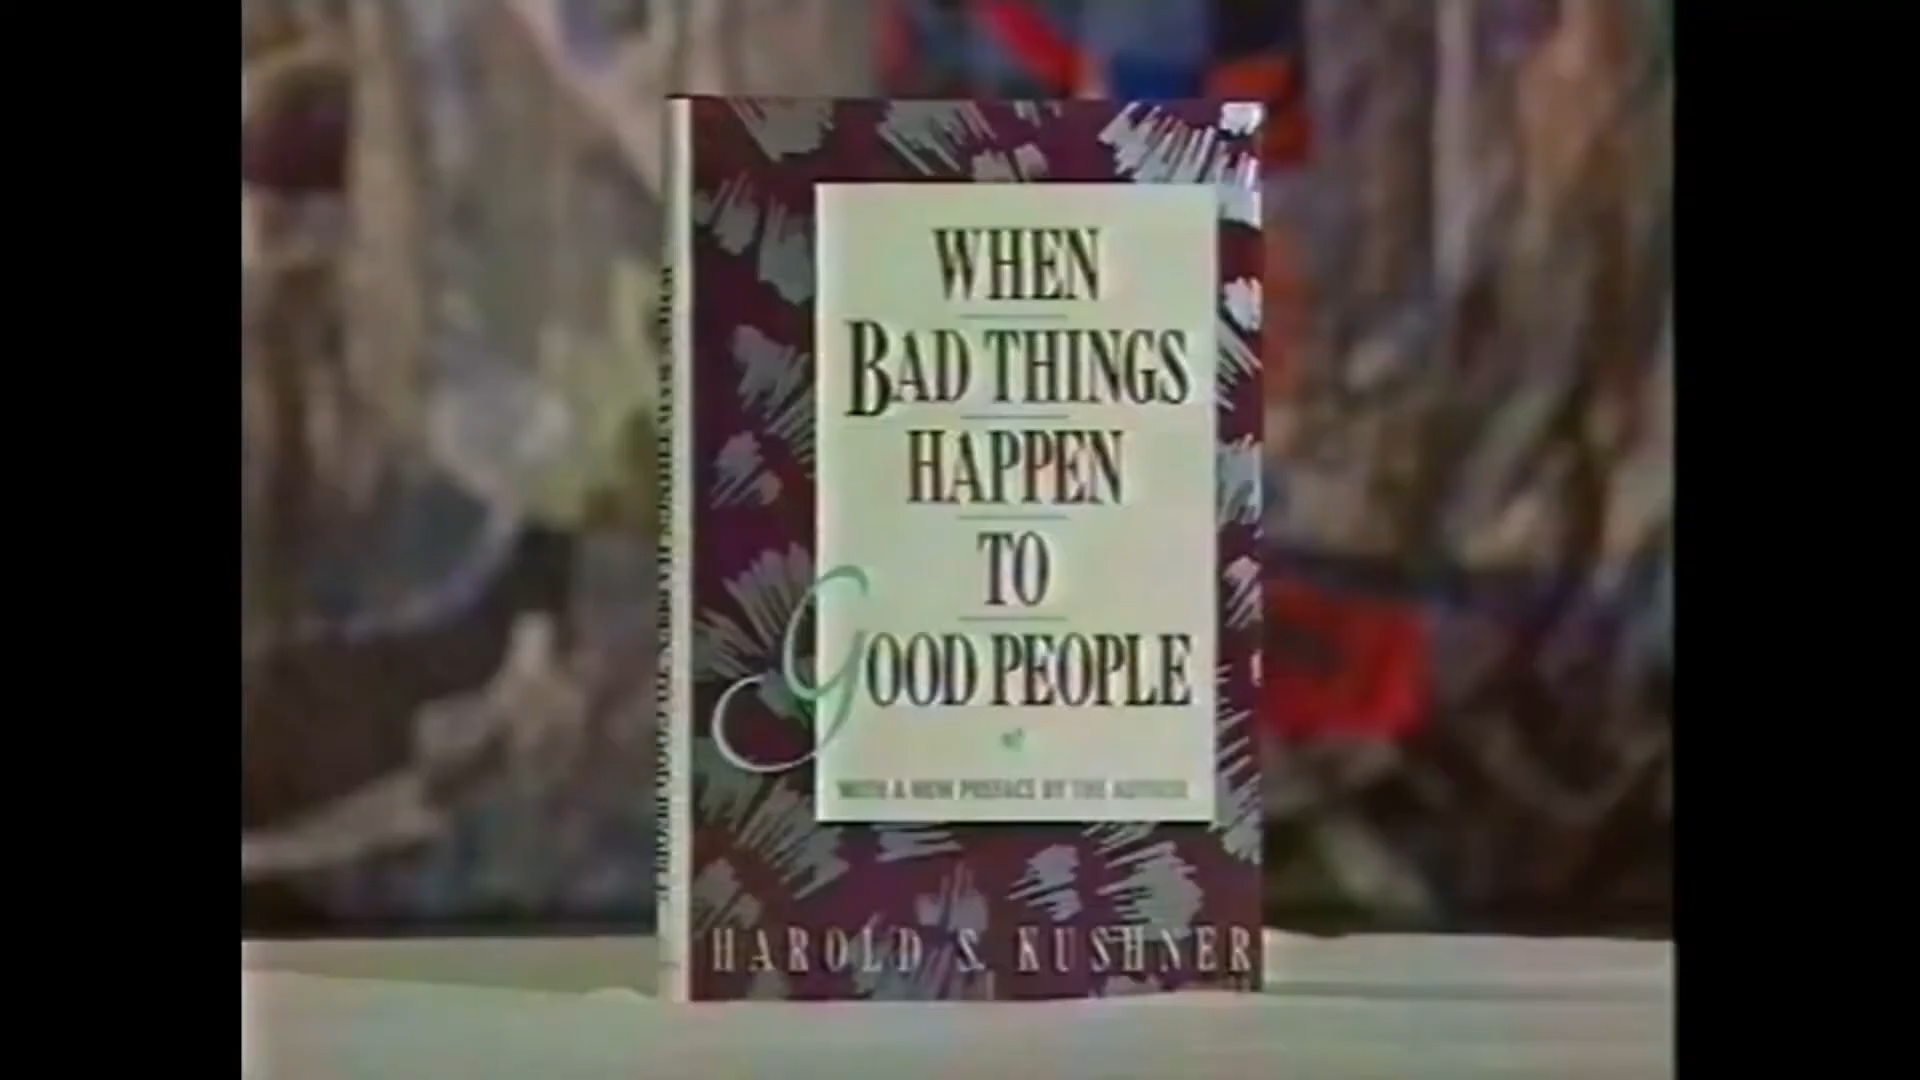 WHEN
BAD THINGS
HAPPEN
TO
GOOD PEOPLE
WITH A NEW PREFACE BY THE AUTHOR
HAROLD S. KUSHNER